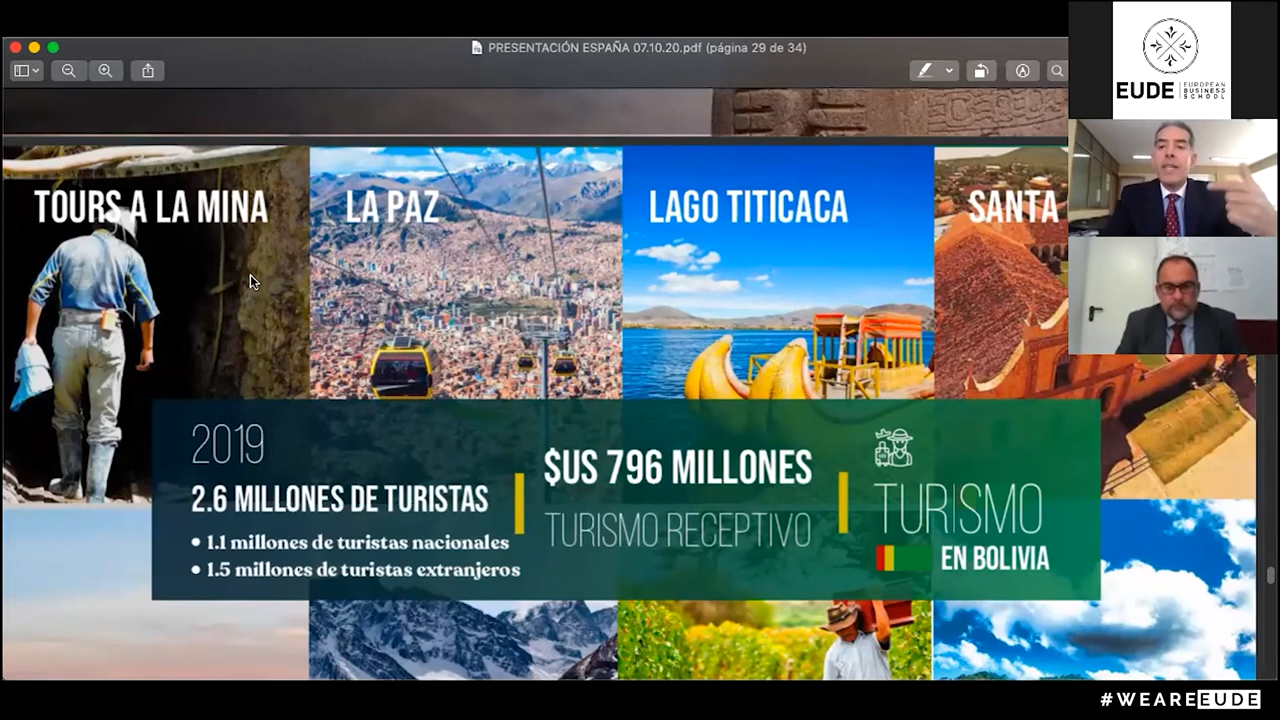 PRESENTACIÓN ESPAÑA 07.10.20.pdf (página 29 de 34)
EUDE EUROPEAN
BUSINESS
SCHOOL
TOURS A LA MINA
LA PAZ
LAGO TITICACA
SANTA
2019
2.6 MILLONES DE TURISTAS
• 1.1 millones de turistas nacionales
• 1.5 millones de turistas extranjeros
$US 796 MILLONES
TURISMO RECEPTIVO
TURISMO
EN BOLIVIA
#WEAREEUDE